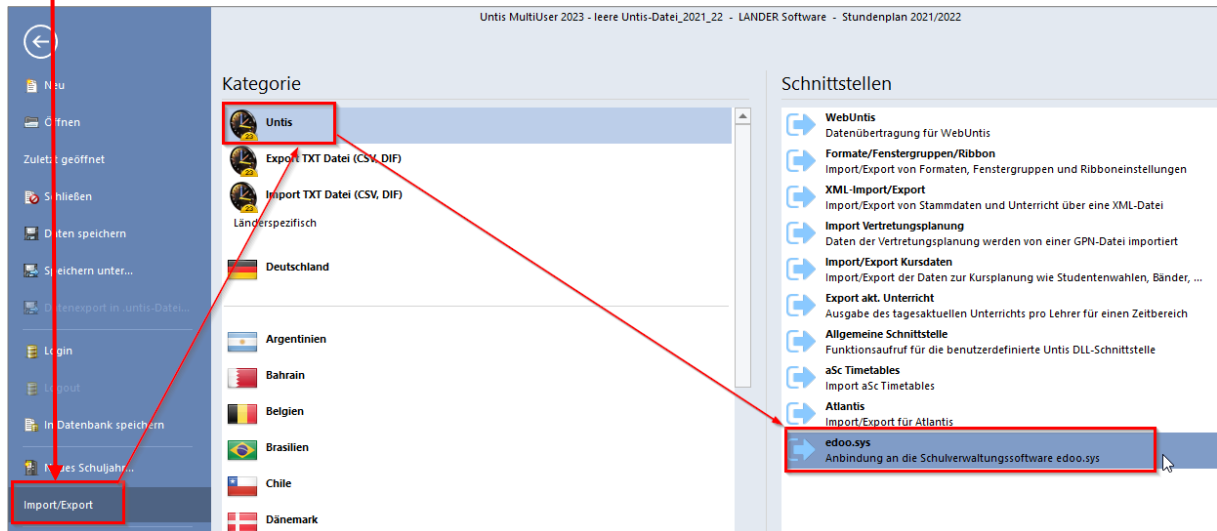 Untis MultiUser 2023 - leere Untis-Datei_2021_22 - LANDER Software - Stundenplan 2021/2022
Neu
Öffnen
Zuletzt geöffnet
Schließen
Daten speichern
Speichern unter...
Datenexport in .untis-Datei...
Login
Logout
In Datenbank speichern
Neues Schuljahr...
Import/Export
Kategorie
23
Untis
23
Export TXT Datei (CSV, DIF)
23
Import TXT Datei (CSV, DIF)
Länderspezifisch
Deutschland
Argentinien
Bahrain
Belgien
Brasilien
Chile
Dänemark
Schnittstellen
WebUntis
Datenübertragung für WebUntis
Formate/Fenstergruppen/Ribbon
Import/Export von Formaten, Fenstergruppen und Ribboneinstellungen
XML-Import/Export
Import/Export von Stammdaten und Unterricht über eine XML-Datei
Import Vertretungsplanung
Daten der Vertretungsplanung werden von einer GPN-Datei importiert
Import/Export Kursdaten
Import/Export der Daten zur Kursplanung wie Studentenwahlen, Bänder, ...
Export akt. Unterricht
Ausgabe des tagesaktuellen Unterrichts pro Lehrer für einen Zeitbereich
Allgemeine Schnittstelle
Funktionsaufruf für die benutzerdefinierte Untis DLL-Schnittstelle
aSc Timetables
Import aSc Timetables
Atlantis
Import/Export für Atlantis
edoo.sys
Anbindung an die Schulverwaltungssoftware edoo.sys